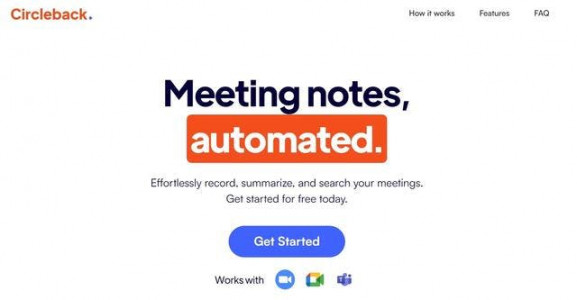 Circleback.
How it works Features FAQ
Meeting notes,
automated.
Effortlessly record, summarize, and search your meetings.
Get started for free today.
Get Started
Works with